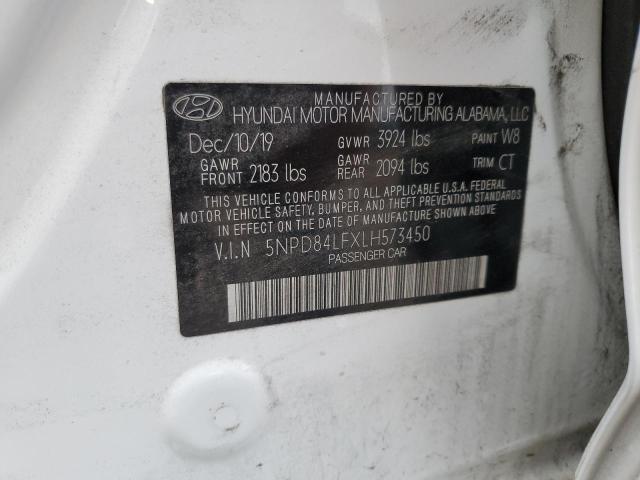 MANUFACTURED BY
HYUNDAI MOTOR MANUFACTURING ALABAMA, LLC
Dec/10/19 GVWR 3924 lbs PAINT W8
GAWR FRONT 2183 lbs GAWR REAR 2094 lbs TRIM CT
THIS VEHICLE CONFORMS TO ALL APPLICABLE U.S.A. FEDERAL
MOTOR VEHICLE SAFETY, BUMPER, AND THEFT PREVENTION STANDARDS
IN EFFECT ON THE DATE OF MANUFACTURE SHOWN ABOVE.
V.I.N 5NPD84LFXLH573450
PASSENGER CAR